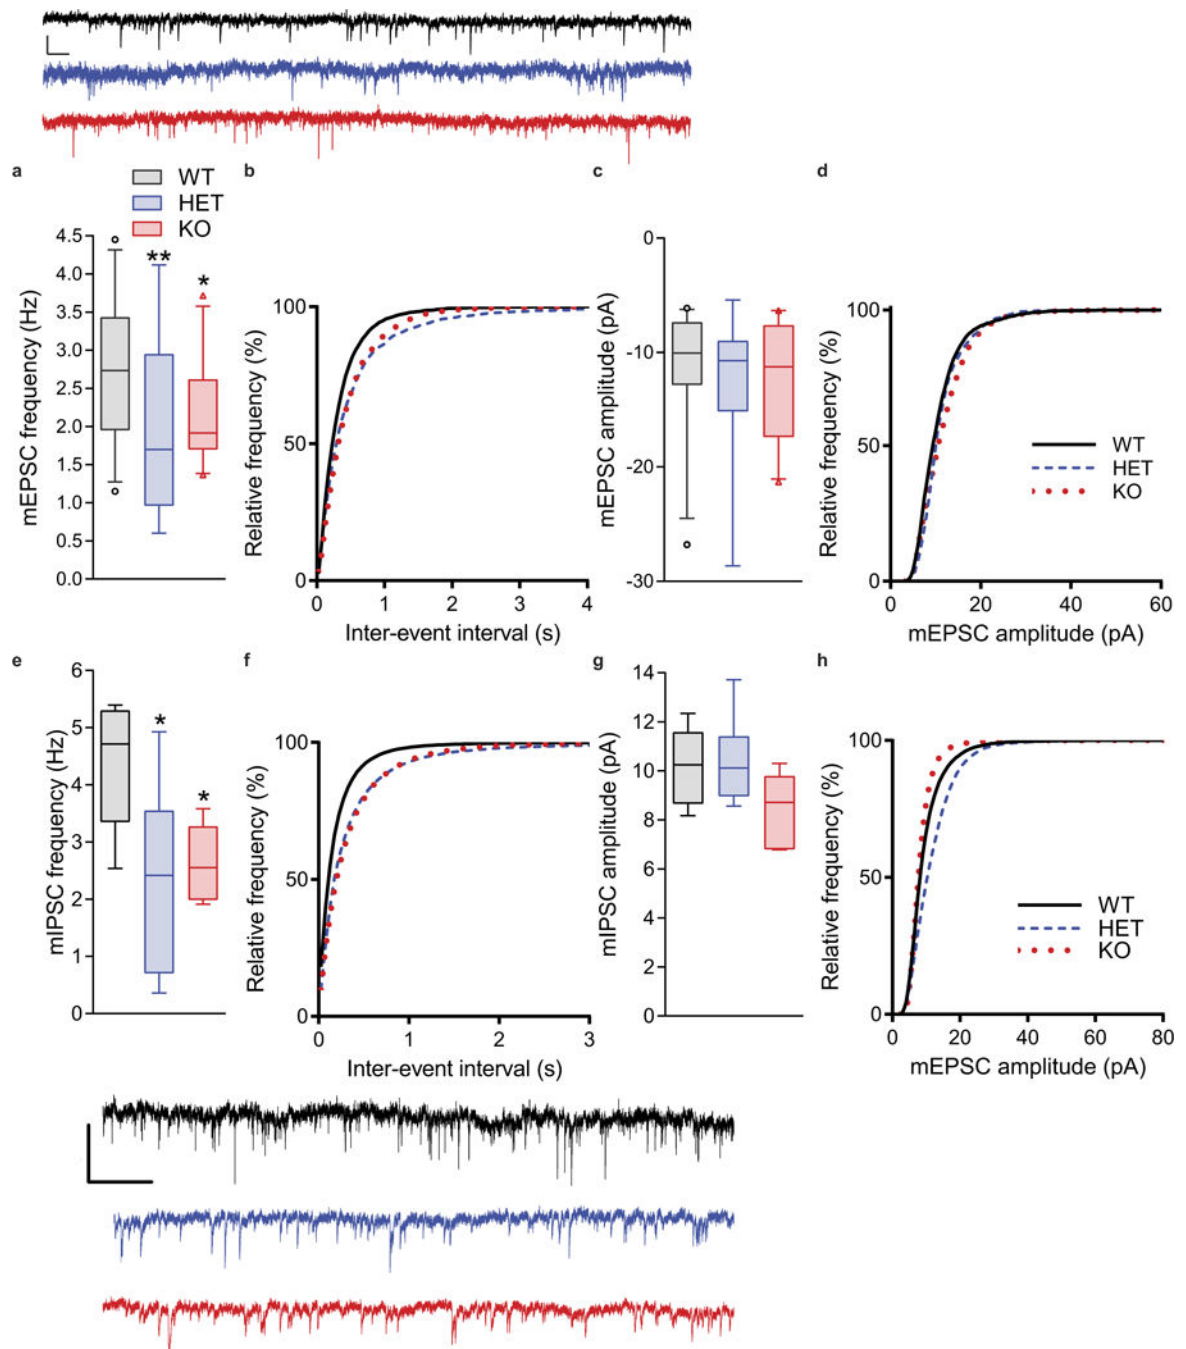 a
WT
HET
KO
b
c
d
4.5
4.0
3.5
3.0
2.5
2.0
1.5
1.0
0.5
0.0
mEPSC frequency (Hz)
**
*
100
50
0
Relative frequency (%)
0 1 2 3 4
Inter-event interval (s)
0
-10
-20
-30
mEPSC amplitude (pA)
100
50
0
Relative frequency (%)
WT
HET
KO
0 20 40 60
mEPSC amplitude (pA)
e
f
g
h
6
5
4
3
2
1
0
mIPSC frequency (Hz)
*
*
100
50
0
Relative frequency (%)
0 1 2 3
Inter-event interval (s)
14
12
10
8
6
4
2
0
mIPSC amplitude (pA)
100
50
0
Relative frequency (%)
WT
HET
KO
0 20 40 60 80
mEPSC amplitude (pA)